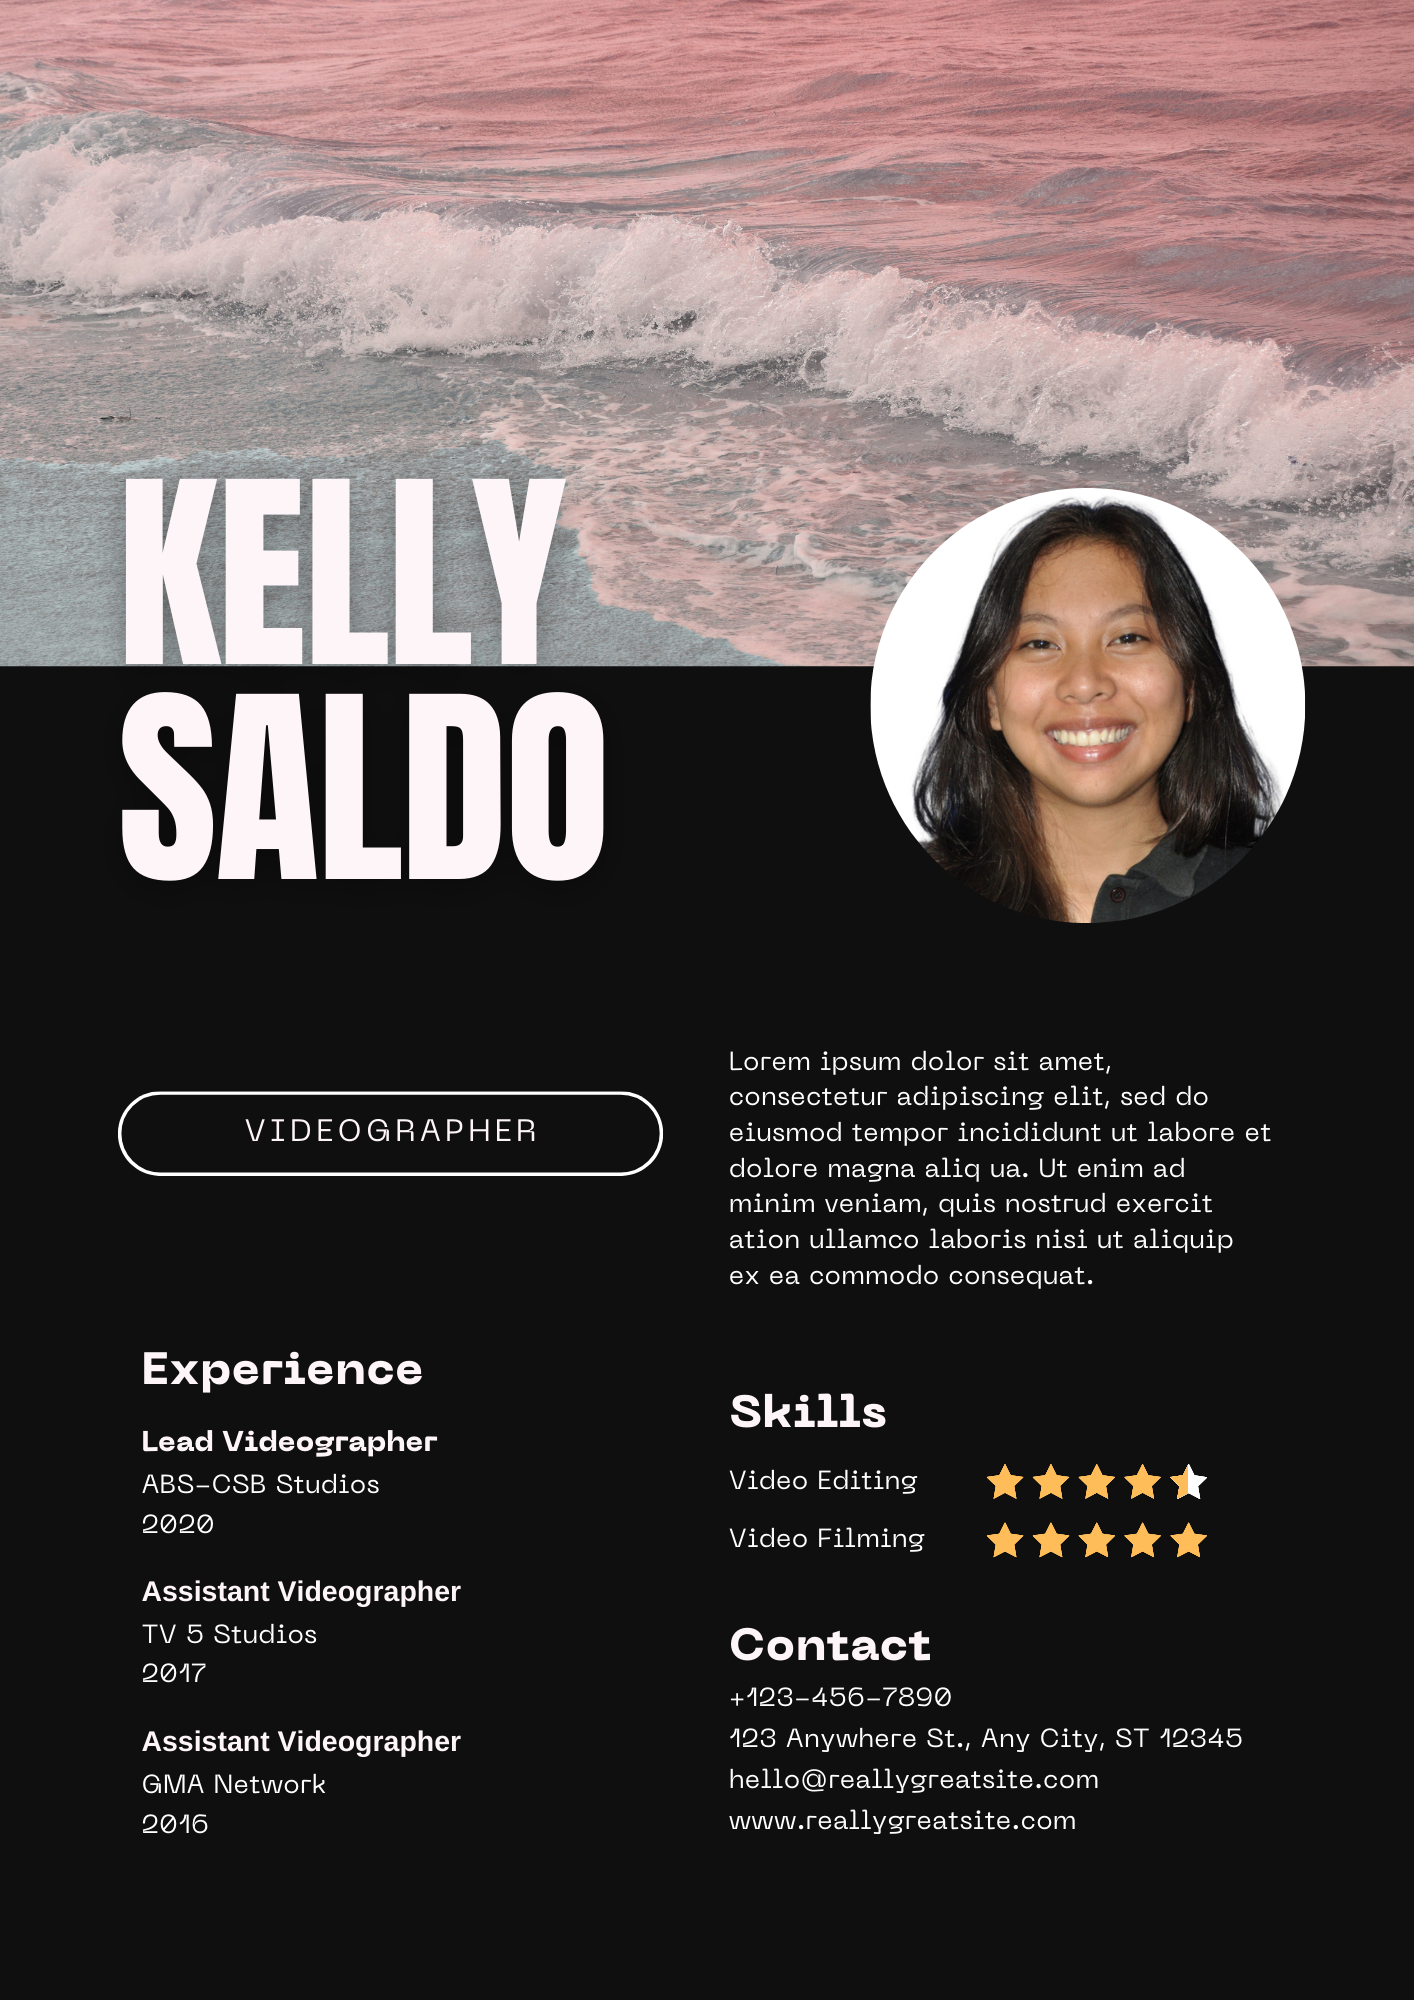 KELLY
SALDO
VIDEOGRAPHER
Lorem ipsum dolor sit amet,
consectetur adipiscing elit, sed do
eiusmod tempor incididunt ut labore et
dolore magna aliq ua. Ut enim ad
minim veniam, quis nostrud exercit
ation ullamco laboris nisi ut aliquip
ex ea commodo consequat.
Experience
Lead Videographer
ABS-CSB Studios
2020
Assistant Videographer
TV 5 Studios
2017
Assistant Videographer
GMA Network
2016
Skills
Video Editing
Video Filming
Contact
+123-456-7890
123 Anywhere St., Any City, ST 12345
hello@reallygreatsite.com
www.reallygreatsite.com